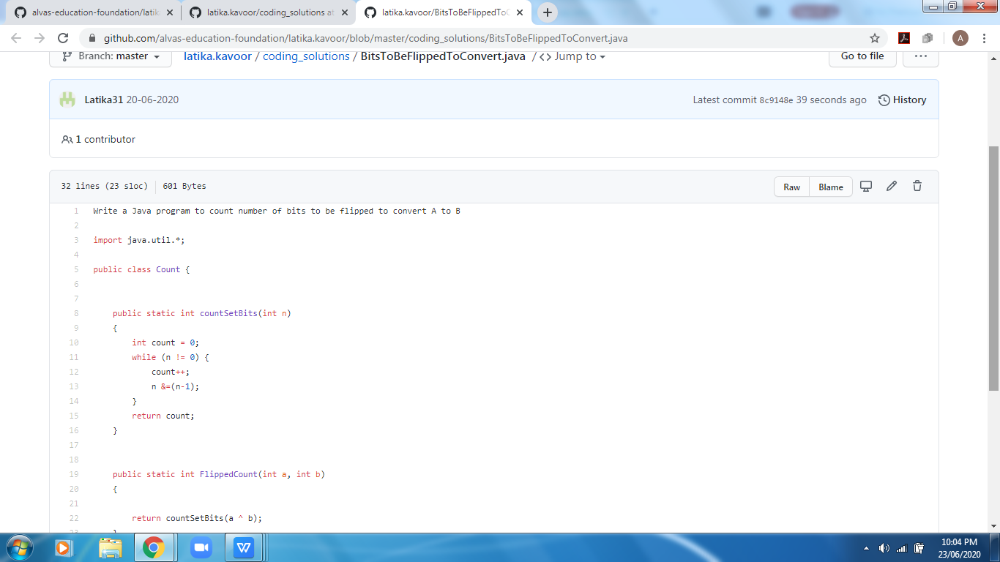 alvas-education-foundation/latik
latika.kavoor/coding_solutions at
latika.kavoor/BitsToBeFlippedToC
github.com/alvas-education-foundation/latika.kavoor/blob/master/coding_solutions/BitsToBeFlippedToConvert.java
A
Branch: master
latika.kavoor / coding_solutions / BitsToBeFlippedToConvert.java / <> Jump to
Go to file
...
Latika31 20-06-2020
Latest commit 8c9148e 39 seconds ago
History
1 contributor
32 lines (23 sloc)
601 Bytes
Raw
Blame
1 Write a Java program to count number of bits to be flipped to convert A to B
2
3 import java.util.*;
4
5 public class Count {
6
7
8 public static int countSetBits(int n)
9 {
10 int count = 0;
11 while (n != 0) {
12 count++;
13 n &=(n-1);
14 }
15 return count;
16 }
17
18
19 public static int FlippedCount(int a, int b)
20 {
21
22 return countSetBits(a ^ b);
23 }
10:04 PM
23/06/2020